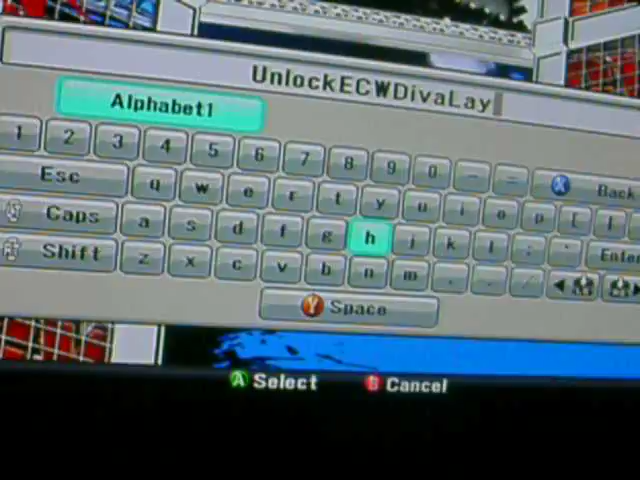 UnlockECWDivaLay
Alphabet1
1 2 3 4 5 6 7 8 9 0 - = X Back
Esc q w e r t y u i o p [ ]
Caps a s d f g h j k l ; ' Enter
Shift z x c v b n m , . /
Y Space
A Select B Cancel